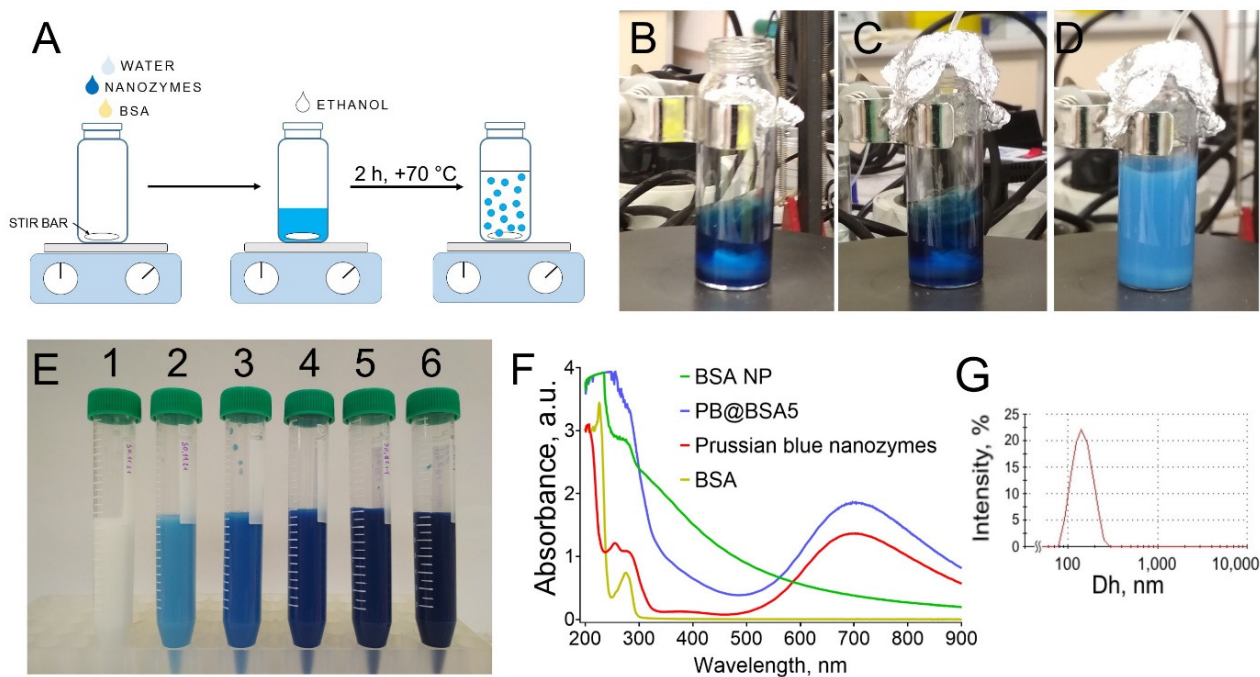 A
WATER
NANOZYMES
BSA
ETHANOL
2 h, +70 °C
STIR BAR
B
C
D
E
1 2 3 4 5 6
F
4
3
2
1
0
Absorbance, a.u.
BSA NP
PB@BSA5
Prussian blue nanozymes
BSA
200 300 400 500 600 700 800 900
Wavelength, nm
G
25
20
15
10
5
0
Intensity, %
100 1,000 10,000
Dh, nm